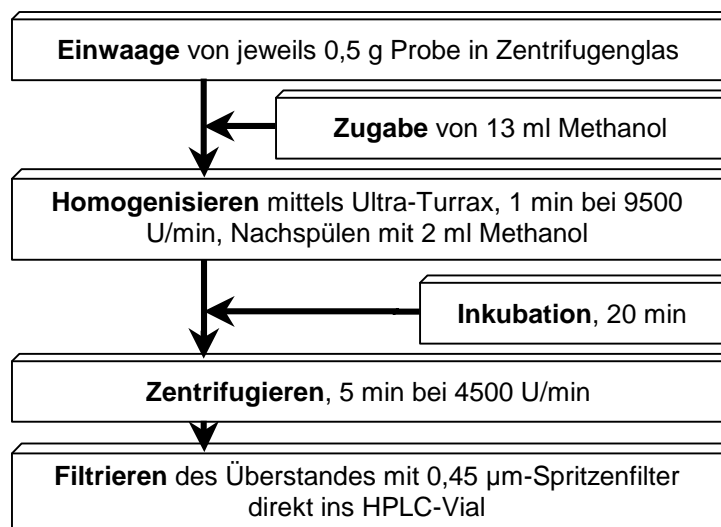 Einwaage von jeweils 0,5 g Probe in Zentrifugenglas
Zugabe von 13 ml Methanol
Homogenisieren mittels Ultra-Turrax, 1 min bei 9500
U/min, Nachspülen mit 2 ml Methanol
Inkubation, 20 min
Zentrifugieren, 5 min bei 4500 U/min
Filtrieren des Überstandes mit 0,45 µm-Spritzenfilter
direkt ins HPLC-Vial